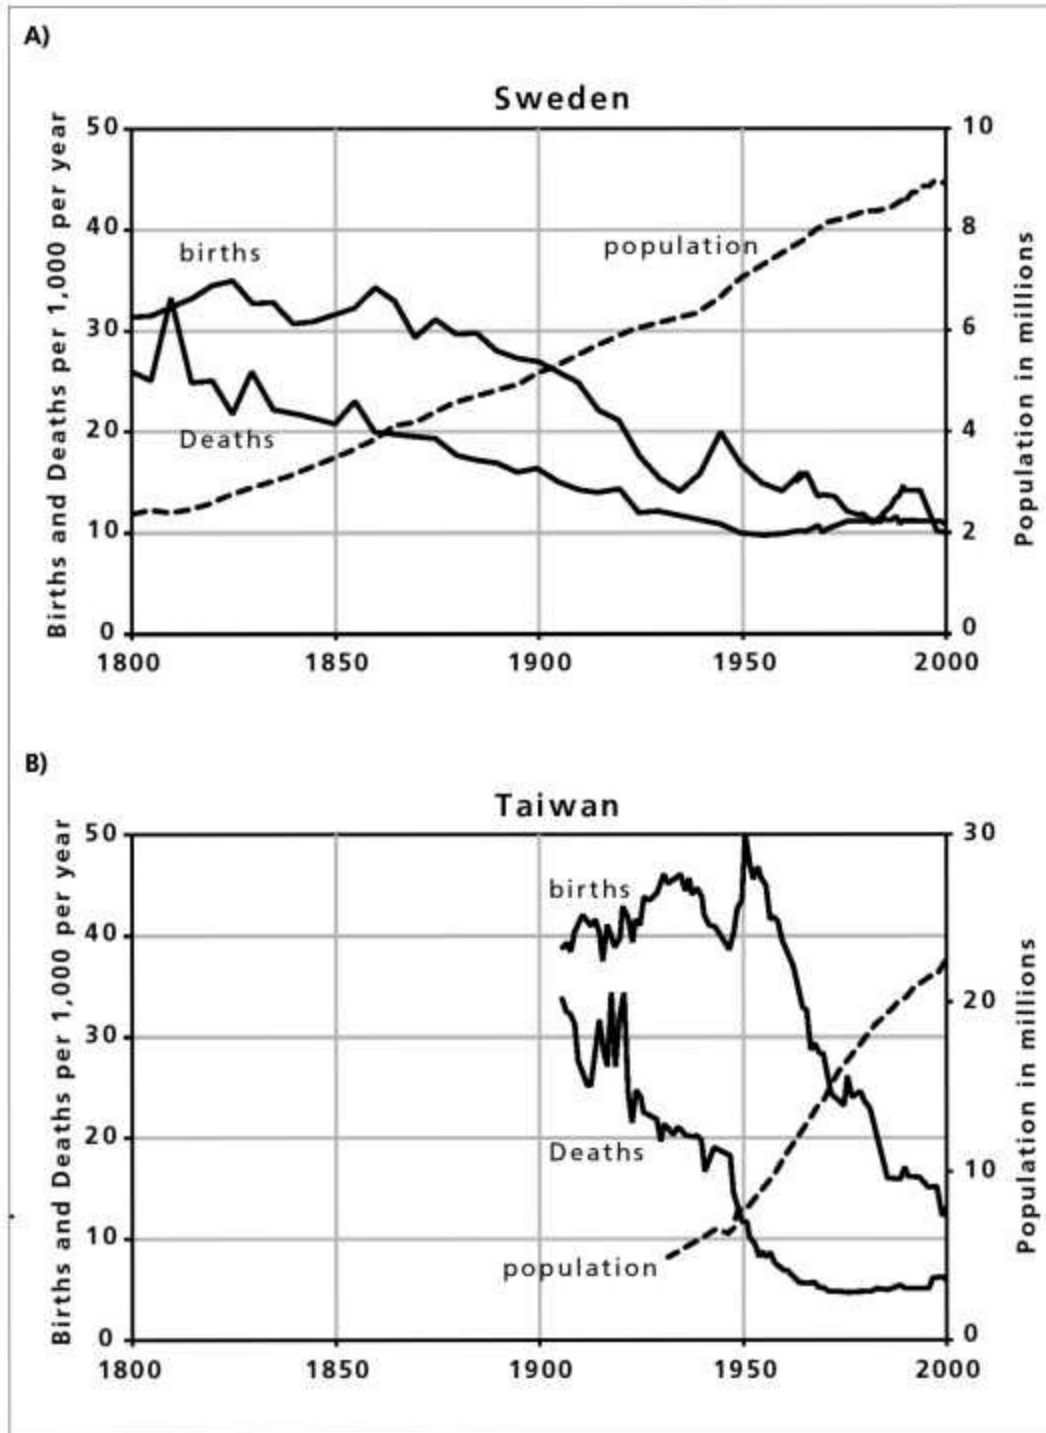 A)
Sweden
Births and Deaths per 1,000 per year
50
40
30
20
10
0
births
Deaths
population
10
8
6
4
2
0
Population in millions
1800 1850 1900 1950 2000
B)
Taiwan
Births and Deaths per 1,000 per year
50
40
30
20
10
0
births
Deaths
population
30
20
10
0
Population in millions
1800 1850 1900 1950 2000